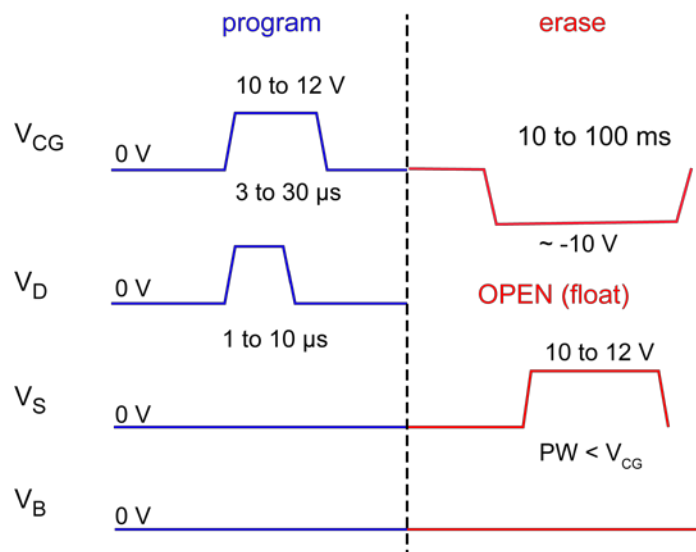 program
erase
10 to 12 V
V_CG
0 V
10 to 100 ms
3 to 30 µs
~ -10 V
V_D
0 V
OPEN (float)
1 to 10 µs
10 to 12 V
V_S
0 V
PW < V_CG
V_B
0 V